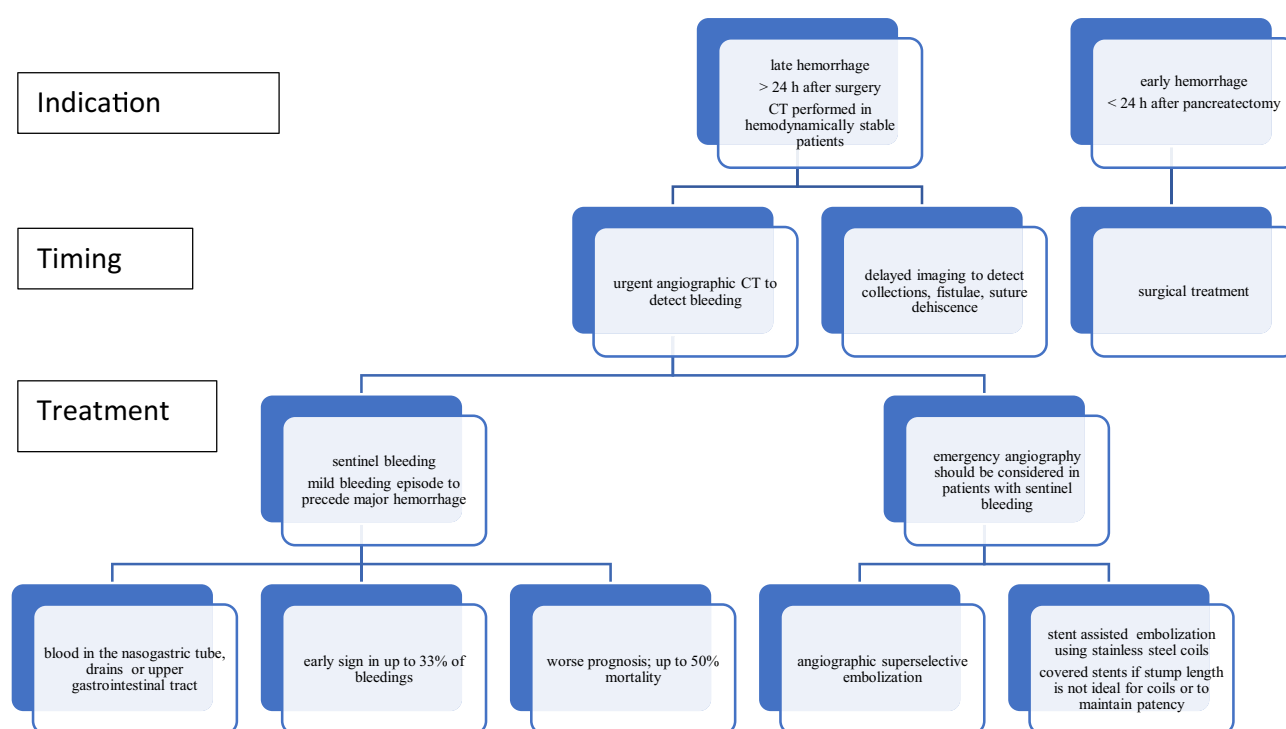 Indication
late hemorrhage
> 24 h after surgery
CT performed in
hemodynamically stable
patients
early hemorrhage
< 24 h after pancreatectomy
Timing
urgent angiographic CT to
detect bleeding
delayed imaging to detect
collections, fistulae, suture
dehiscence
surgical treatment
Treatment
sentinel bleeding
mild bleeding episode to
precede major hemorrhage
emergency angiography
should be considered in
patients with sentinel
bleeding
blood in the nasogastric tube,
drains or upper
gastrointestinal tract
early sign in up to 33% of
bleedings
worse prognosis; up to 50%
mortality
angiographic superselective
embolization
stent assisted embolization
using stainless steel coils
covered stents if stump length
is not ideal for coils or to
maintain patency